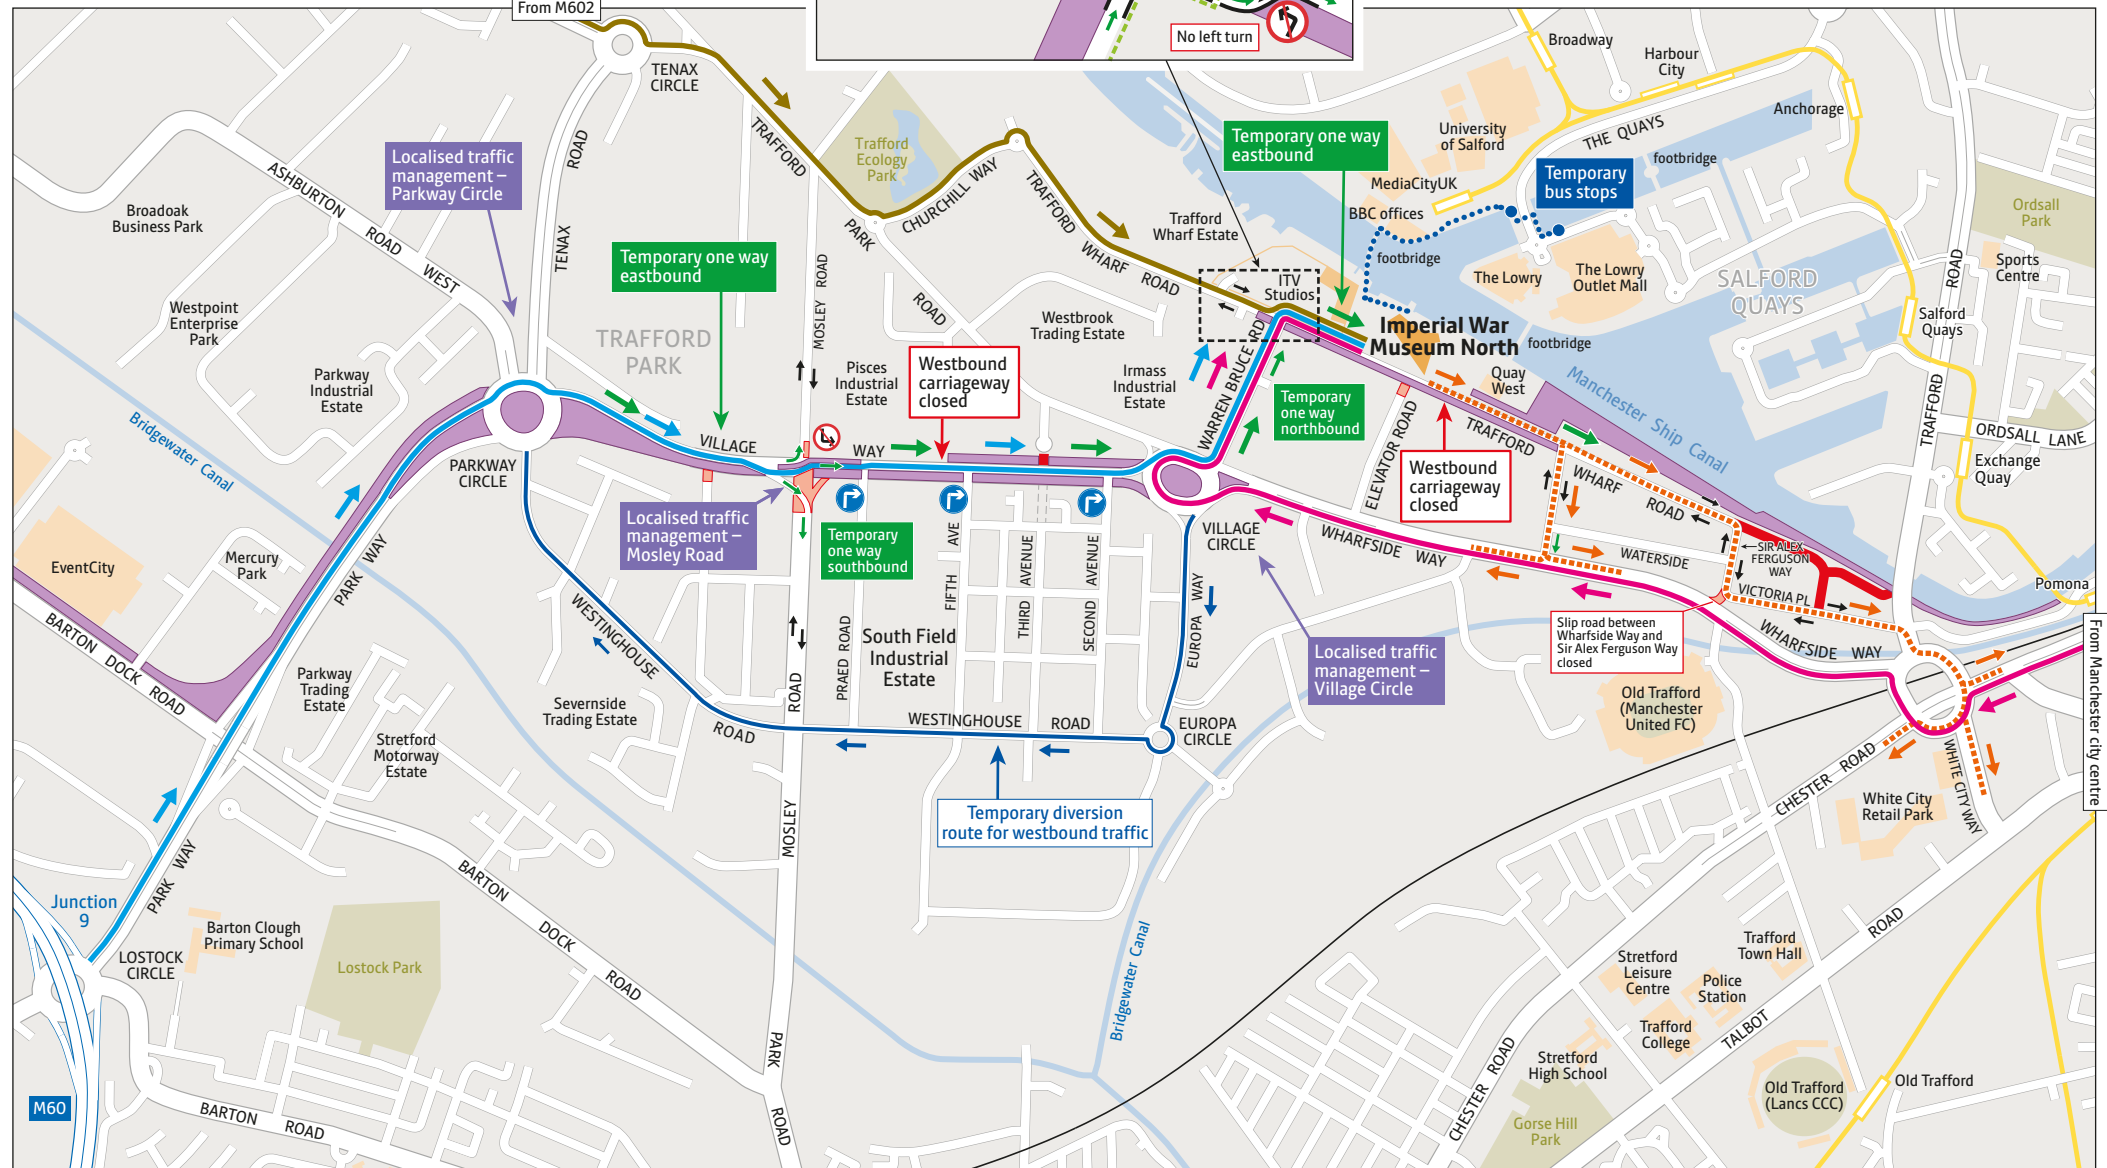 From M602
No left turn
TENAX
CIRCLE
Broadway
Harbour
City
Anchorage
THE QUAYS
University
of Salford
footbridge
MediaCityUK
BBC offices
footbridge
Temporary
bus stops
The Lowry
The Lowry
Outlet Mall
SALFORD
QUAYS
Ordsall
Park
Sports
Centre
Salford
Quays
TRAFFORD
ROAD
ORDSALL LANE
Exchange
Quay
Pomona
From Manchester city centre
Localised traffic
management –
Parkway Circle
TENAX
ROAD
ASHBURTON
ROAD
WEST
Broadoak
Business Park
Westpoint
Enterprise
Park
Parkway
Industrial
Estate
Bridgewater Canal
TRAFFORD
PARK
Temporary one way
eastbound
TRAFFORD
PARK
ROAD
Trafford
Ecology
Park
CHURCHILL WAY
TRAFFORD
WHARF
ROAD
Trafford
Wharf Estate
Temporary one way
eastbound
ITV
Studios
Imperial War
Museum North
footbridge
Quay
West
Manchester Ship Canal
MOSLEY ROAD
Westbrook
Trading Estate
Pisces
Industrial
Estate
Westbound
carriageway
closed
Irmass
Industrial
Estate
WARREN BRUCE RD
Temporary
one way
northbound
ELEVATOR ROAD
TRAFFORD
WHARF
ROAD
Westbound
carriageway
closed
PARKWAY
CIRCLE
VILLAGE
WAY
Localised traffic
management –
Mosley Road
Temporary
one way
southbound
VILLAGE
CIRCLE
WHARFSIDE WAY
WATERSIDE
SIR ALEX
FERGUSON
WAY
VICTORIA PL
WHARFSIDE WAY
Slip road between
Wharfside Way and
Sir Alex Ferguson Way
closed
Localised traffic
management –
Village Circle
Old Trafford
(Manchester
United FC)
EventCity
Mercury
Park
PARK WAY
BARTON DOCK ROAD
Parkway
Trading
Estate
Stretford
Motorway
Estate
WESTINGHOUSE
ROAD
Severnside
Trading Estate
MOSLEY
ROAD
PRAED ROAD
FIFTH AVE
THIRD AVENUE
SECOND AVENUE
EUROPA WAY
South Field
Industrial
Estate
WESTINGHOUSE ROAD
EUROPA
CIRCLE
Temporary diversion
route for westbound traffic
CHESTER ROAD
WHITE CITY WAY
White City
Retail Park
Junction
9
PARK WAY
LOSTOCK
CIRCLE
Barton Clough
Primary School
Lostock Park
BARTON
DOCK
ROAD
PARK
ROAD
Bridgewater Canal
M60
BARTON
ROAD
CHESTER ROAD
TALBOT
ROAD
Stretford
Leisure
Centre
Trafford
Town Hall
Police
Station
Trafford
College
Stretford
High School
Gorse Hill
Park
Old Trafford
(Lancs CCC)
Old Trafford